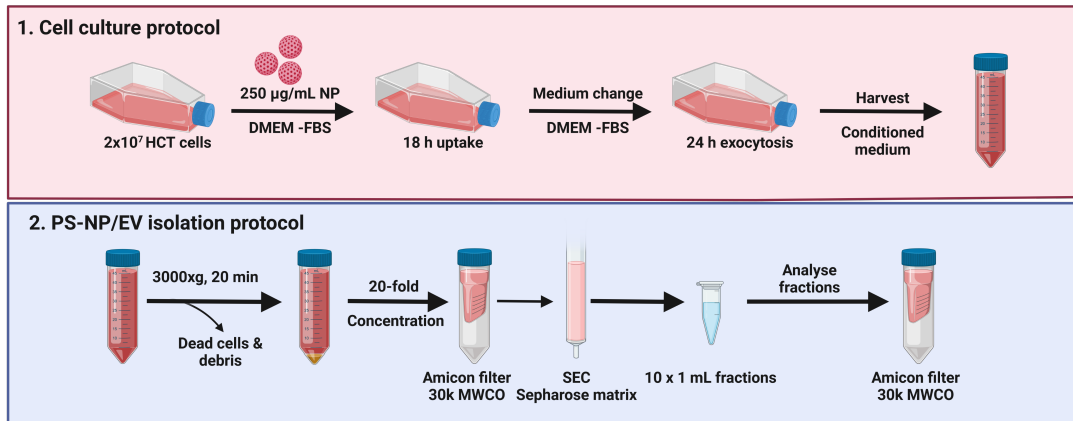 1. Cell culture protocol
250 µg/mL NP
DMEM -FBS
2x10⁷ HCT cells
18 h uptake
Medium change
DMEM -FBS
24 h exocytosis
Harvest
Conditioned
medium
2. PS-NP/EV isolation protocol
3000xg, 20 min
Dead cells &
debris
20-fold
Concentration
Amicon filter
30k MWCO
SEC
Sepharose matrix
10 x 1 mL fractions
Analyse
fractions
Amicon filter
30k MWCO